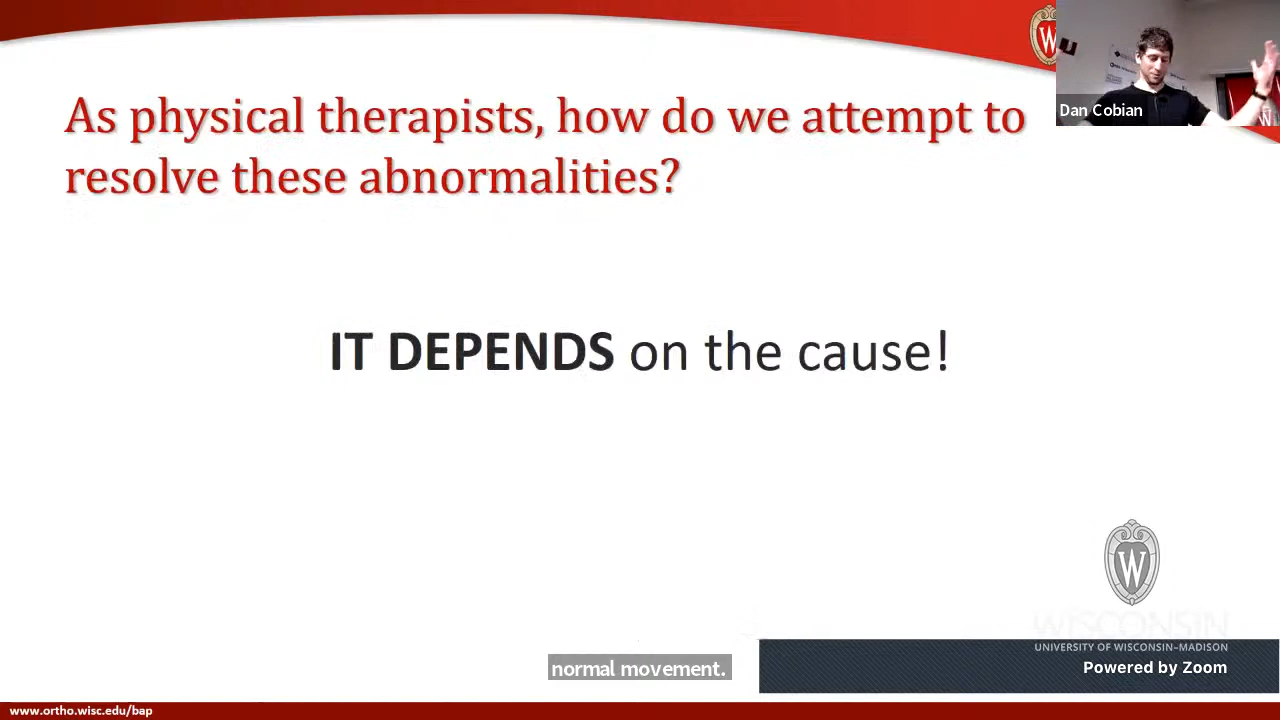 As physical therapists, how do we attempt to
resolve these abnormalities?
Dan Cobian
IT DEPENDS on the cause!
W
WISCONSIN
UNIVERSITY OF WISCONSIN–MADISON
Powered by Zoom
normal movement.
www.ortho.wisc.edu/bap